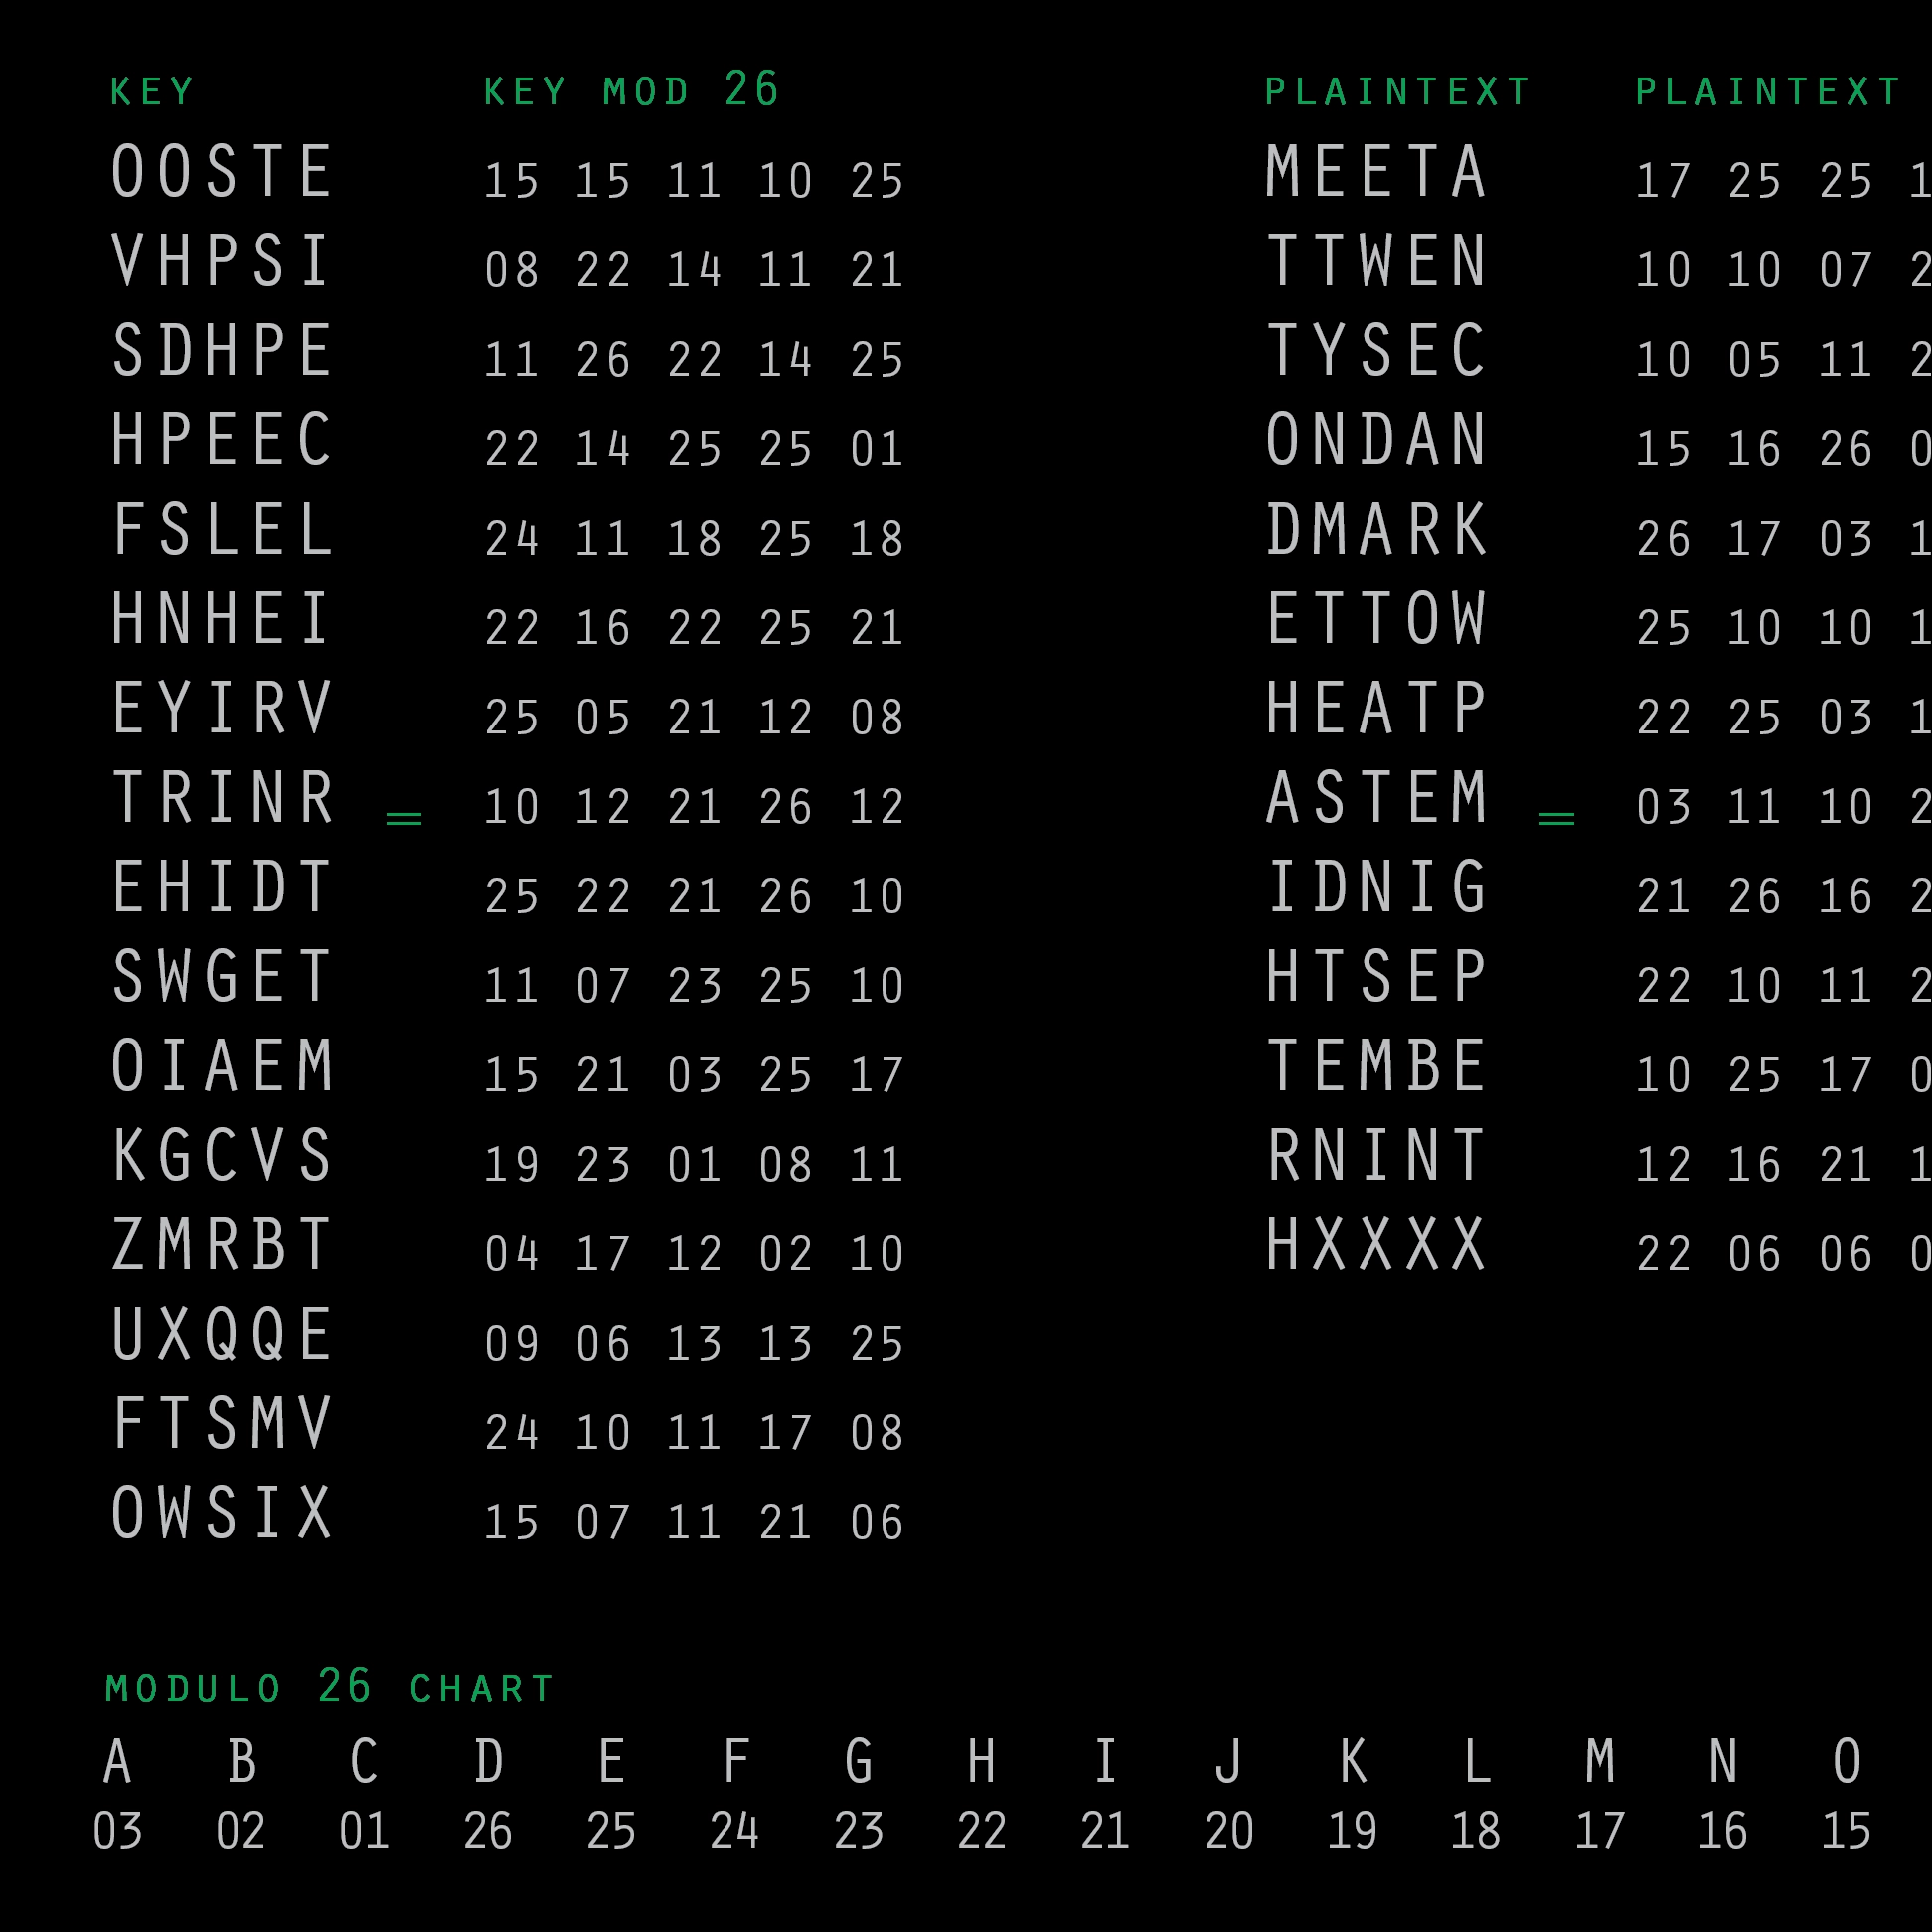 KEY KEY MOD 26 PLAINTEXT PLAINTEXT
OOSTE 15 15 11 10 25 MEETA 17 25 25
VHPSI 08 22 14 11 21 TTWEN 10 10 07
SDHPE 11 26 22 14 25 TYSEC 10 05 11
HPEEC 22 14 25 25 01 ONDAN 15 16 26
FSLEL 24 11 18 25 18 DMARK 26 17 03
HNHEI 22 16 22 25 21 ETTOW 25 10 10
EYIRV 25 05 21 12 08 HEATP 22 25 03
TRINR = 10 12 21 26 12 ASTEM = 03 11 10
EHIDT 25 22 21 26 10 IDNIG 21 26 16
SWGET 11 07 23 25 10 HTSEP 22 10 11
OIAEM 15 21 03 25 17 TEMBE 10 25 17
KGCVS 19 23 01 08 11 RNINT 12 16 21
ZMRBT 04 17 12 02 10 HXXXX 22 06 06
UXQQE 09 06 13 13 25
FTSMV 24 10 11 17 08
OWSIX 15 07 11 21 06
MODULO 26 CHART
A B C D E F G H I J K L M N O
03 02 01 26 25 24 23 22 21 20 19 18 17 16 15